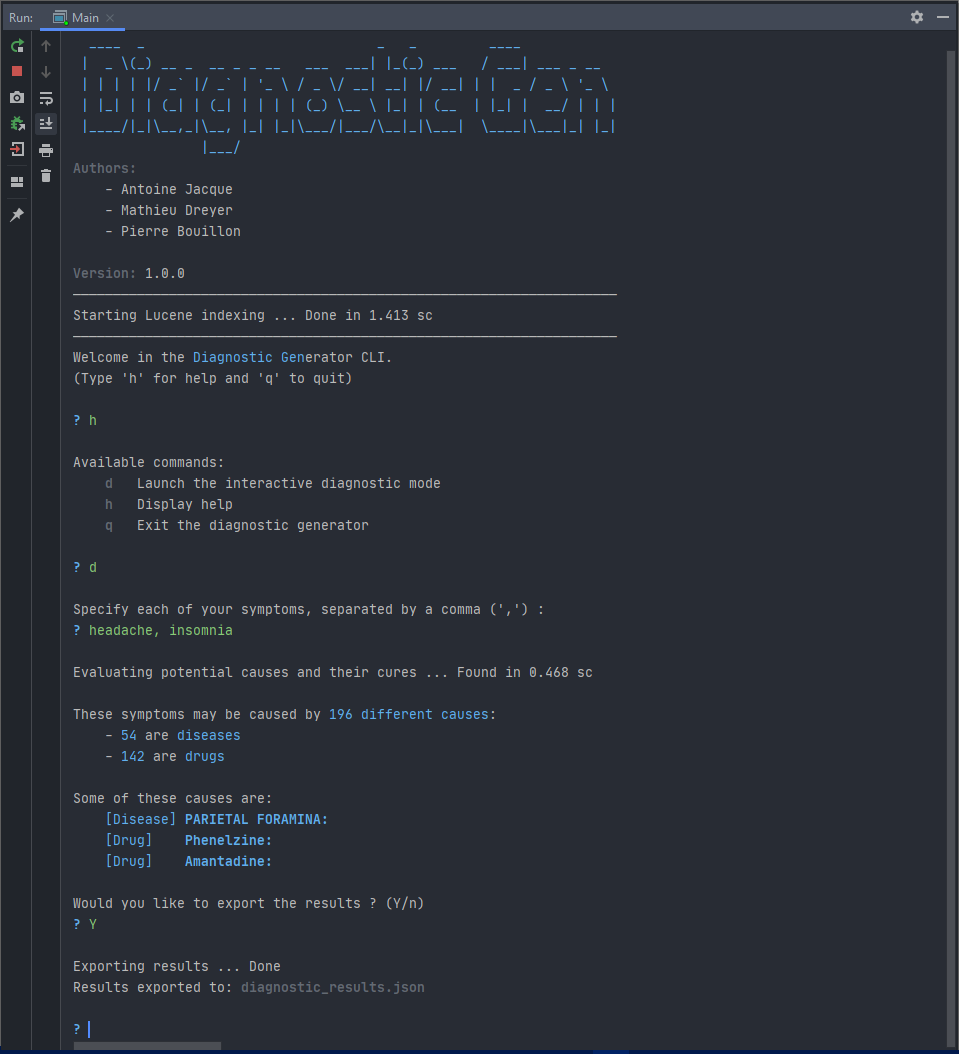 Run: Main
Diagnostic Gen
Authors:
- Antoine Jacque
- Mathieu Dreyer
- Pierre Bouillon
Version: 1.0.0
Starting Lucene indexing ... Done in 1.413 sc
Welcome in the Diagnostic Generator CLI.
(Type 'h' for help and 'q' to quit)
? h
Available commands:
d Launch the interactive diagnostic mode
h Display help
q Exit the diagnostic generator
? d
Specify each of your symptoms, separated by a comma (',') :
? headache, insomnia
Evaluating potential causes and their cures ... Found in 0.468 sc
These symptoms may be caused by 196 different causes:
- 54 are diseases
- 142 are drugs
Some of these causes are:
[Disease] PARIETAL FORAMINA:
[Drug] Phenelzine:
[Drug] Amantadine:
Would you like to export the results ? (Y/n)
? Y
Exporting results ... Done
Results exported to: diagnostic_results.json
?